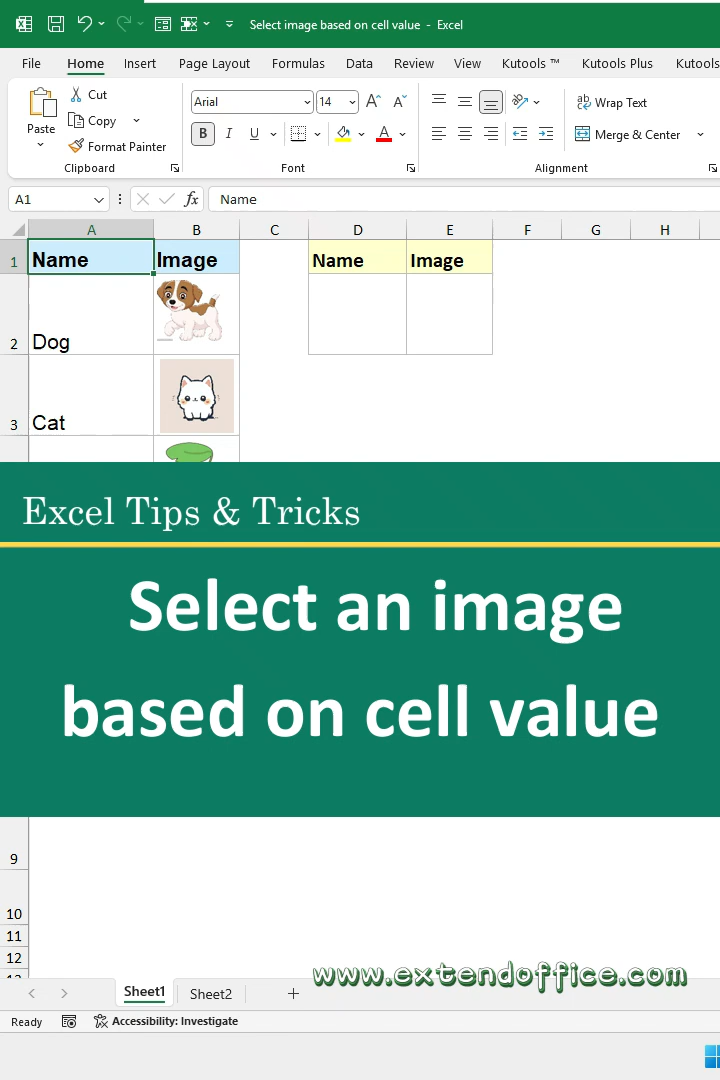 Select image based on cell value - Excel
File Home Insert Page Layout Formulas Data Review View Kutools ™ Kutools Plus Kutools
Paste
Cut
Copy
Format Painter
Clipboard
Arial 14
B I U A
Font
ab Wrap Text
Merge & Center
Alignment
A1 fx Name
A B C D E F G H
1 Name Image Name Image
2 Dog
3 Cat
Excel Tips & Tricks
Select an image
based on cell value
9
10
11
12
www.extendoffice.com
Sheet1 Sheet2 +
Ready Accessibility: Investigate